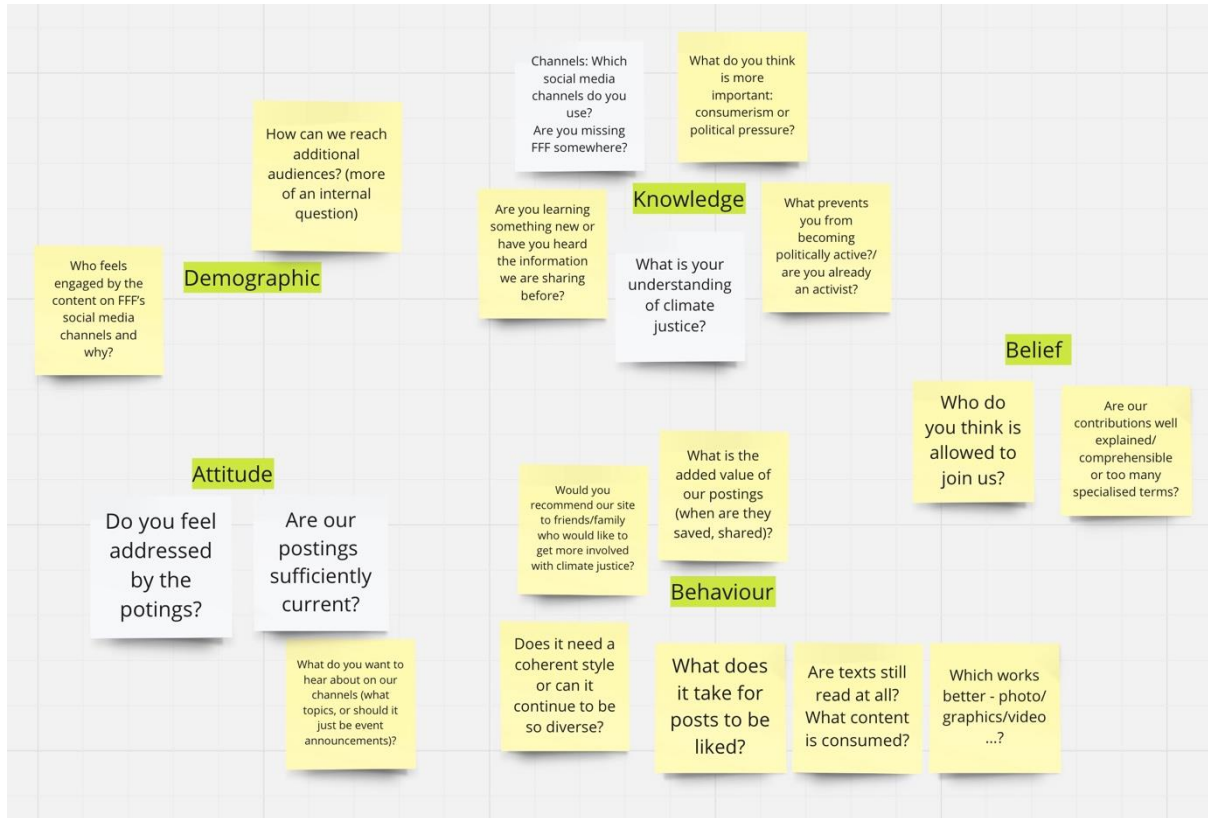 How can we reach
additional
audiences? (more
of an internal
question)
Who feels
engaged by the
content on FFF's
social media
channels and
why?
Demographic
Channels: Which
social media
channels do you
use?
Are you missing
FFF somewhere?
What do you think
is more
important:
consumerism or
political pressure?
Knowledge
Are you learning
something new or
have you heard
the information
we are sharing
before?
What is your
understanding
of climate
justice?
What prevents
you from
becoming
politically active?/
are you already
an activist?
Belief
Who do
you think is
allowed to
join us?
Are our
contributions well
explained/
comprehensible
or too many
specialised terms?
Attitude
Do you feel
addressed
by the
potings?
Are our
postings
sufficiently
current?
What do you want to
hear about on our
channels (what
topics, or should it
just be event
announcements)?
Would you
recommend our site
to friends/family
who would like to
get more involved
with climate justice?
What is the
added value of
our postings
(when are they
saved, shared)?
Behaviour
Does it need a
coherent style
or can it
continue to be
so diverse?
What does
it take for
posts to be
liked?
Are texts still
read at all?
What content
is consumed?
Which works
better - photo/
graphics/video
...?